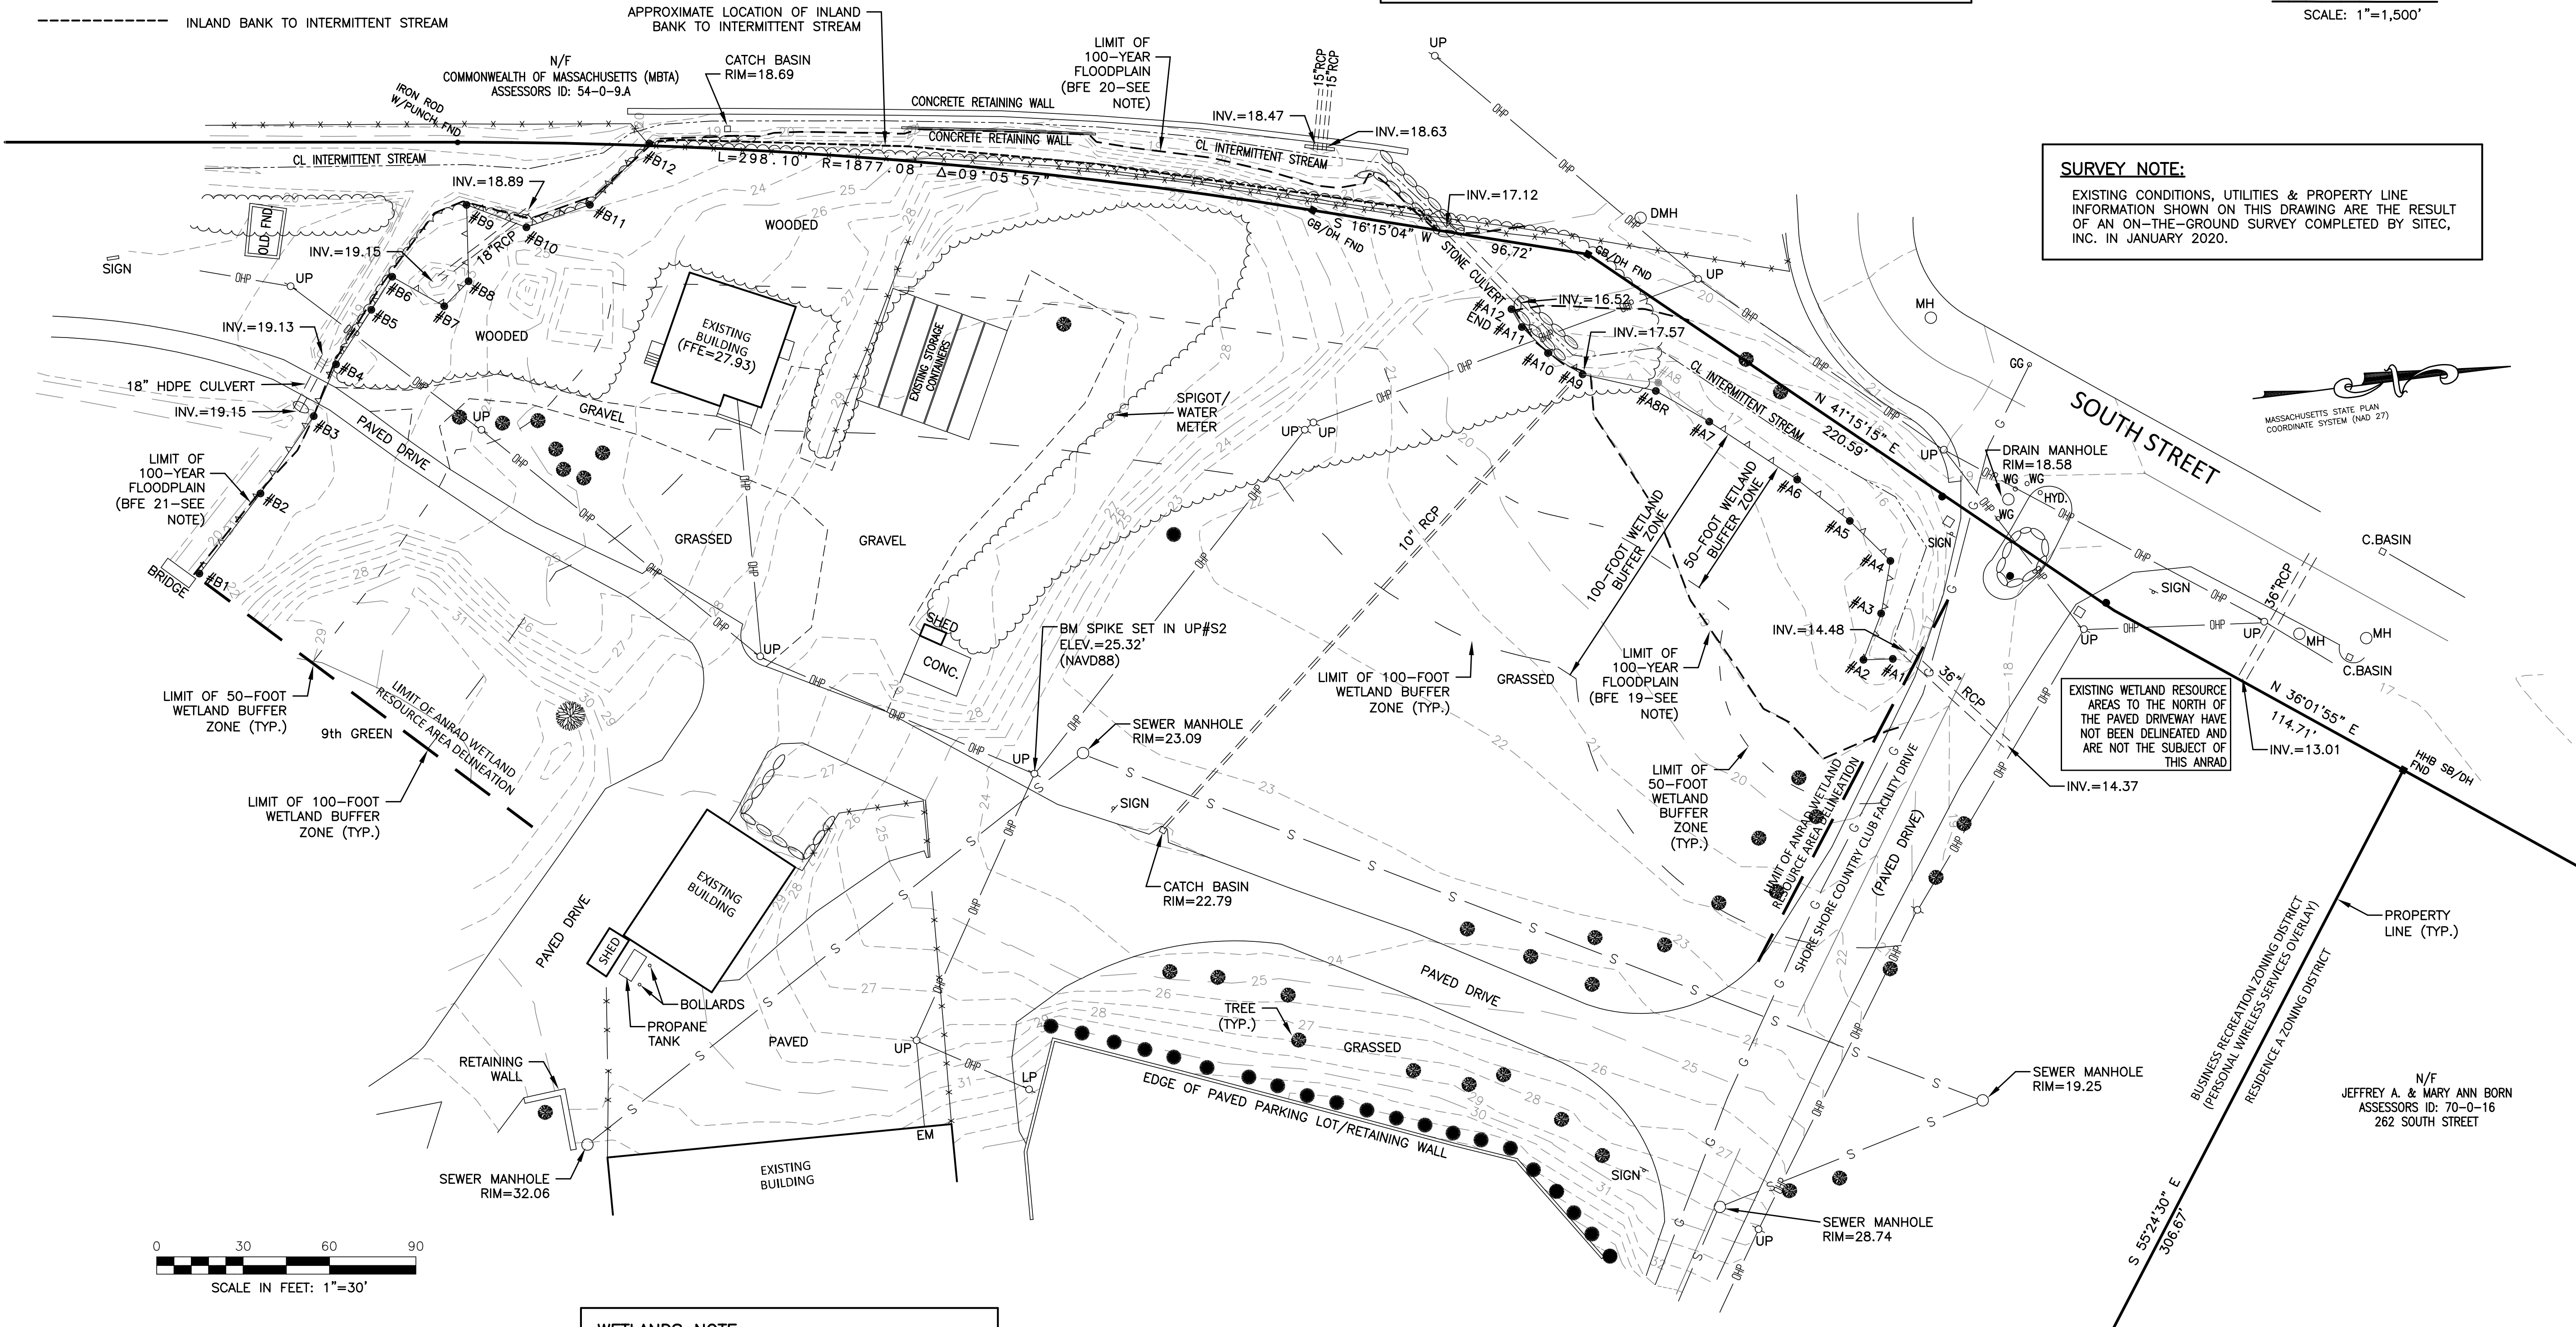 INLAND BANK TO INTERMITTENT STREAM
APPROXIMATE LOCATION OF INLAND
BANK TO INTERMITTENT STREAM
SCALE: 1"=1,500'
N/F
COMMONWEALTH OF MASSACHUSETTS (MBTA)
ASSESSORS ID: 54-0-9.A
IRON ROD
W/PUNCH FND
CATCH BASIN
RIM=18.69
LIMIT OF
100-YEAR
FLOODPLAIN
(BFE 20-SEE
NOTE)
CONCRETE RETAINING WALL
CONCRETE RETAINING WALL
15"RCP
15"RCP
INV.=18.47
INV.=18.63
UP
CL INTERMITTENT STREAM
CL INTERMITTENT STREAM
L=298.10' R=1877.08' Δ=09°05'57"
S 16°15'04" W
96.72'
GB/DH FND
GB/DH FND
INV.=17.12
DMH
SURVEY NOTE:
EXISTING CONDITIONS, UTILITIES & PROPERTY LINE
INFORMATION SHOWN ON THIS DRAWING ARE THE RESULT
OF AN ON-THE-GROUND SURVEY COMPLETED BY SITEC,
INC. IN JANUARY 2020.
#B12
#B11
#B10
#B9
#B8
#B7
#B6
#B5
#B4
#B3
#B2
#B1
INV.=18.89
INV.=19.15
18"RCP
INV.=19.13
18" HDPE CULVERT
INV.=19.15
OLD FND
SIGN
UP
WOODED
WOODED
EXISTING
BUILDING
(FFE=27.93)
EXISTING STORAGE
CONTAINERS
SPIGOT/
WATER
METER
STONE CULVERT
INV.=16.52
INV.=17.57
#A12
END
#A11
#A10
#A9
#A8
#A8R
#A7
#A6
#A5
#A4
#A3
#A2
#A1
CL INTERMITTENT STREAM
N 41°15'15" E
220.59'
SOUTH STREET
MASSACHUSETTS STATE PLAN
COORDINATE SYSTEM (NAD 27)
MH
GG
DRAIN MANHOLE
RIM=18.58
WG
WG
WG
HYD.
UP
UP
UP
UP
UP
SIGN
SIGN
C.BASIN
C.BASIN
36"RCP
MH
MH
UP
UP
LIMIT OF
100-YEAR
FLOODPLAIN
(BFE 21-SEE
NOTE)
BRIDGE
PAVED DRIVE
GRAVEL
GRASSED
GRAVEL
10" RCP
100-FOOT WETLAND
BUFFER ZONE
50-FOOT WETLAND
BUFFER ZONE
INV.=14.48
36" RCP
LIMIT OF 50-FOOT
WETLAND BUFFER
ZONE (TYP.)
LIMIT OF ANRAD WETLAND
RESOURCE AREA DELINEATION
9th GREEN
LIMIT OF 100-FOOT
WETLAND BUFFER
ZONE (TYP.)
SHED
CONC.
UP
UP
BM SPIKE SET IN UP#S2
ELEV.=25.32'
(NAVD88)
SEWER MANHOLE
RIM=23.09
SIGN
CATCH BASIN
RIM=22.79
LIMIT OF 100-FOOT
WETLAND BUFFER
ZONE (TYP.)
GRASSED
LIMIT OF
100-YEAR
FLOODPLAIN
(BFE 19-SEE
NOTE)
LIMIT OF
50-FOOT
WETLAND
BUFFER
ZONE
(TYP.)
LIMIT OF ANRAD WETLAND
RESOURCE AREA DELINEATION
SHORE SHORE COUNTRY CLUB FACILITY DRIVE
(PAVED DRIVE)
EXISTING WETLAND RESOURCE
AREAS TO THE NORTH OF
THE PAVED DRIVEWAY HAVE
NOT BEEN DELINEATED AND
ARE NOT THE SUBJECT OF
THIS ANRAD
INV.=13.01
INV.=14.37
N 36°01'55" E
114.71'
HHB SB/DH
FND
PROPERTY
LINE (TYP.)
BUSINESS RECREATION ZONING DISTRICT
(PERSONAL WIRELESS SERVICES OVERLAY)
RESIDENCE A ZONING DISTRICT
N/F
JEFFREY A. & MARY ANN BORN
ASSESSORS ID: 70-0-16
262 SOUTH STREET
S 55°24'30" E
306.67'
EXISTING
BUILDING
SHED
PAVED DRIVE
BOLLARDS
PROPANE
TANK
PAVED
RETAINING
WALL
SEWER MANHOLE
RIM=32.06
EXISTING
BUILDING
EM
UP
LP
TREE
(TYP.)
GRASSED
PAVED DRIVE
EDGE OF PAVED PARKING LOT/RETAINING WALL
SIGN
SEWER MANHOLE
RIM=19.25
SEWER MANHOLE
RIM=28.74
UP
0 30 60 90
SCALE IN FEET: 1"=30'
WETLANDS NOTE